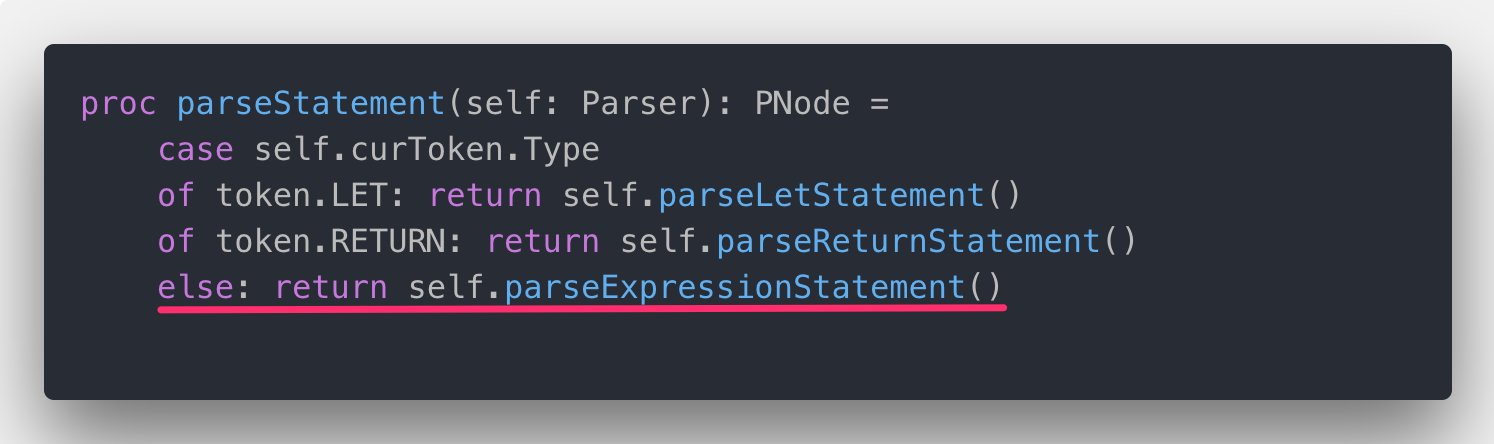 proc parseStatement(self: Parser): PNode =
    case self.curToken.Type
    of token.LET: return self.parseLetStatement()
    of token.RETURN: return self.parseReturnStatement()
    else: return self.parseExpressionStatement()